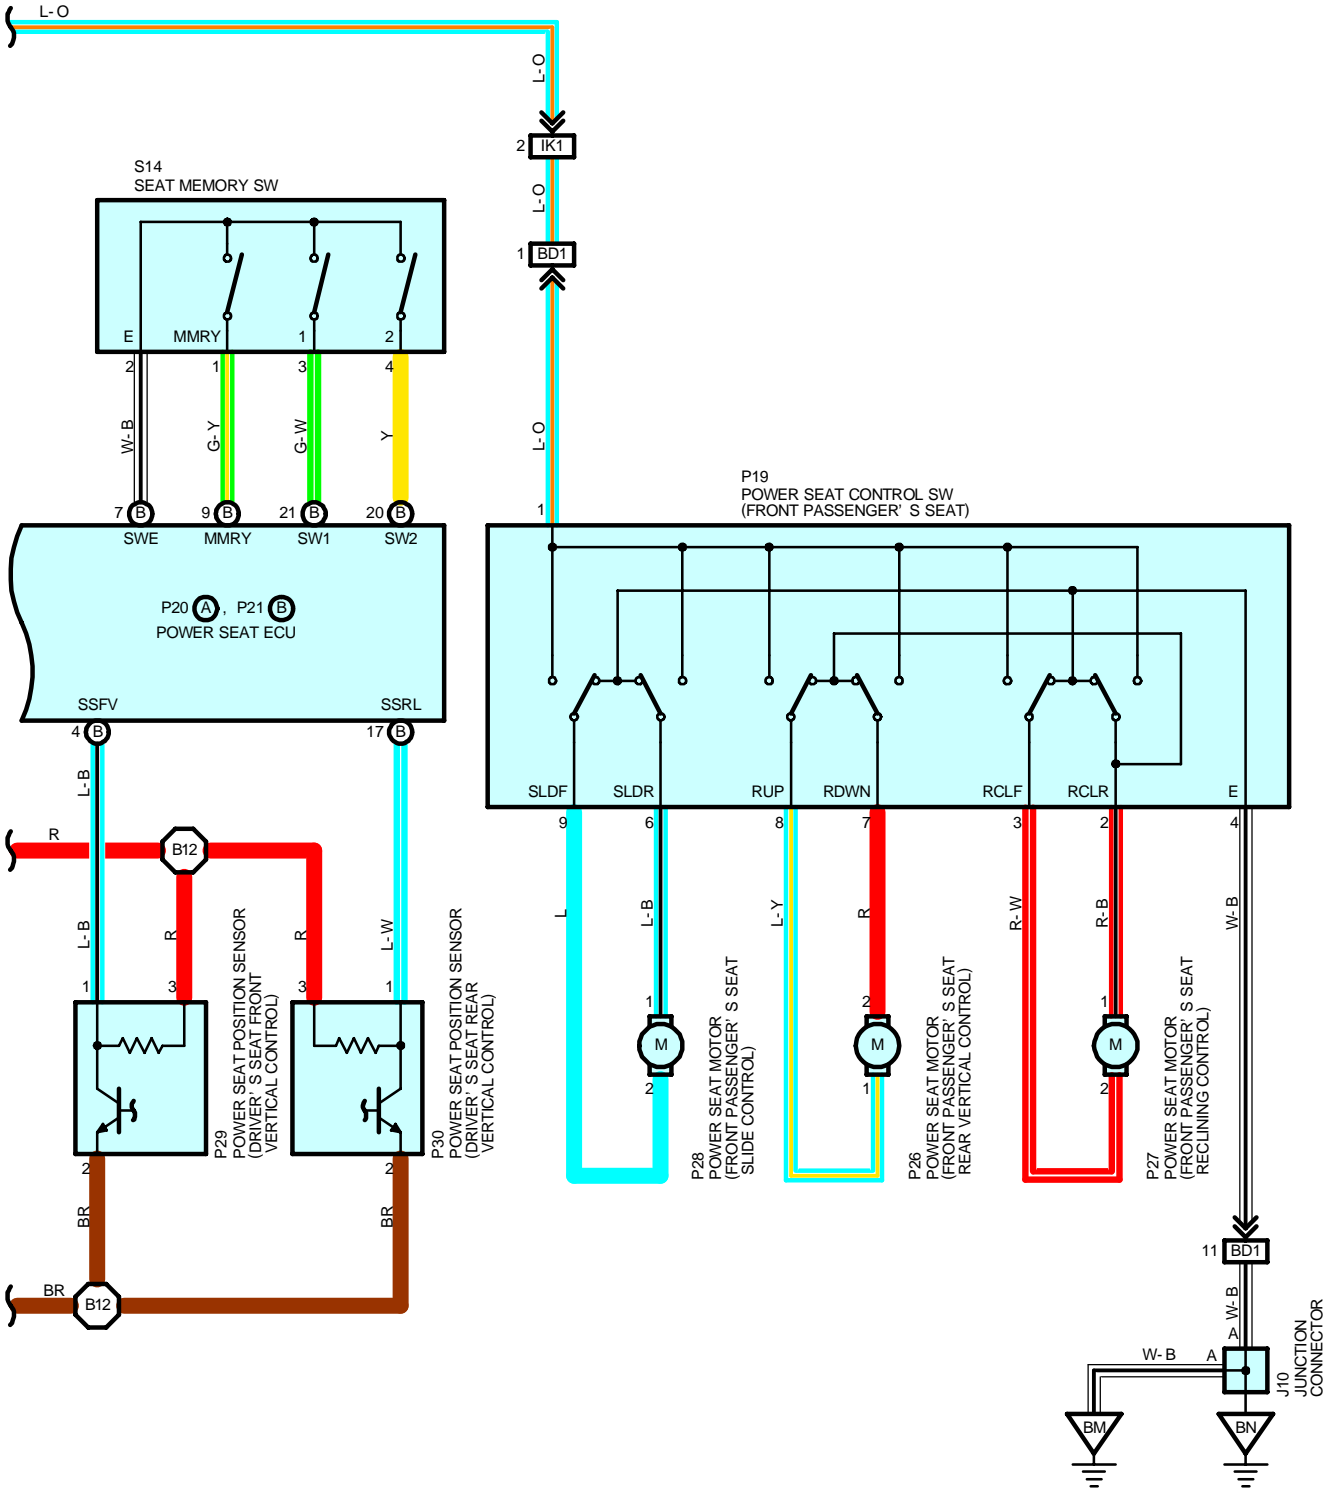 L-O
L-O
2 IK1
L-O
1 BD1
L-O
S14
SEAT MEMORY SW
E MMRY 1 2
2 1 3 4
W-B G-Y G-W Y
7 B 9 B 21 B 20 B
SWE MMRY SW1 SW2
P20 A , P21 B
POWER SEAT ECU
SSFV SSRL
4 B 17 B
L-B
R
B12
L-B R R L-W
1 3 3 1
P29
POWER SEAT POSITION SENSOR
(DRIVER' S SEAT FRONT
VERTICAL CONTROL)
P30
POWER SEAT POSITION SENSOR
(DRIVER' S SEAT REAR
VERTICAL CONTROL)
2 2
BR BR
BR
B12
P19
POWER SEAT CONTROL SW
(FRONT PASSENGER' S SEAT)
1
SLDF SLDR RUP RDWN RCLF RCLR E
9 6 8 7 3 2 4
L L-B L-Y R R-W R-B W-B
1 2 1
M M M
2 1 2
P28
POWER SEAT MOTOR
(FRONT PASSENGER' S SEAT
SLIDE CONTROL)
P26
POWER SEAT MOTOR
(FRONT PASSENGER' S SEAT
REAR VERTICAL CONTROL)
P27
POWER SEAT MOTOR
(FRONT PASSENGER' S SEAT
RECLINING CONTROL)
11 BD1
W-B
A
W-B A
J10
JUNCTION
CONNECTOR
BM BN